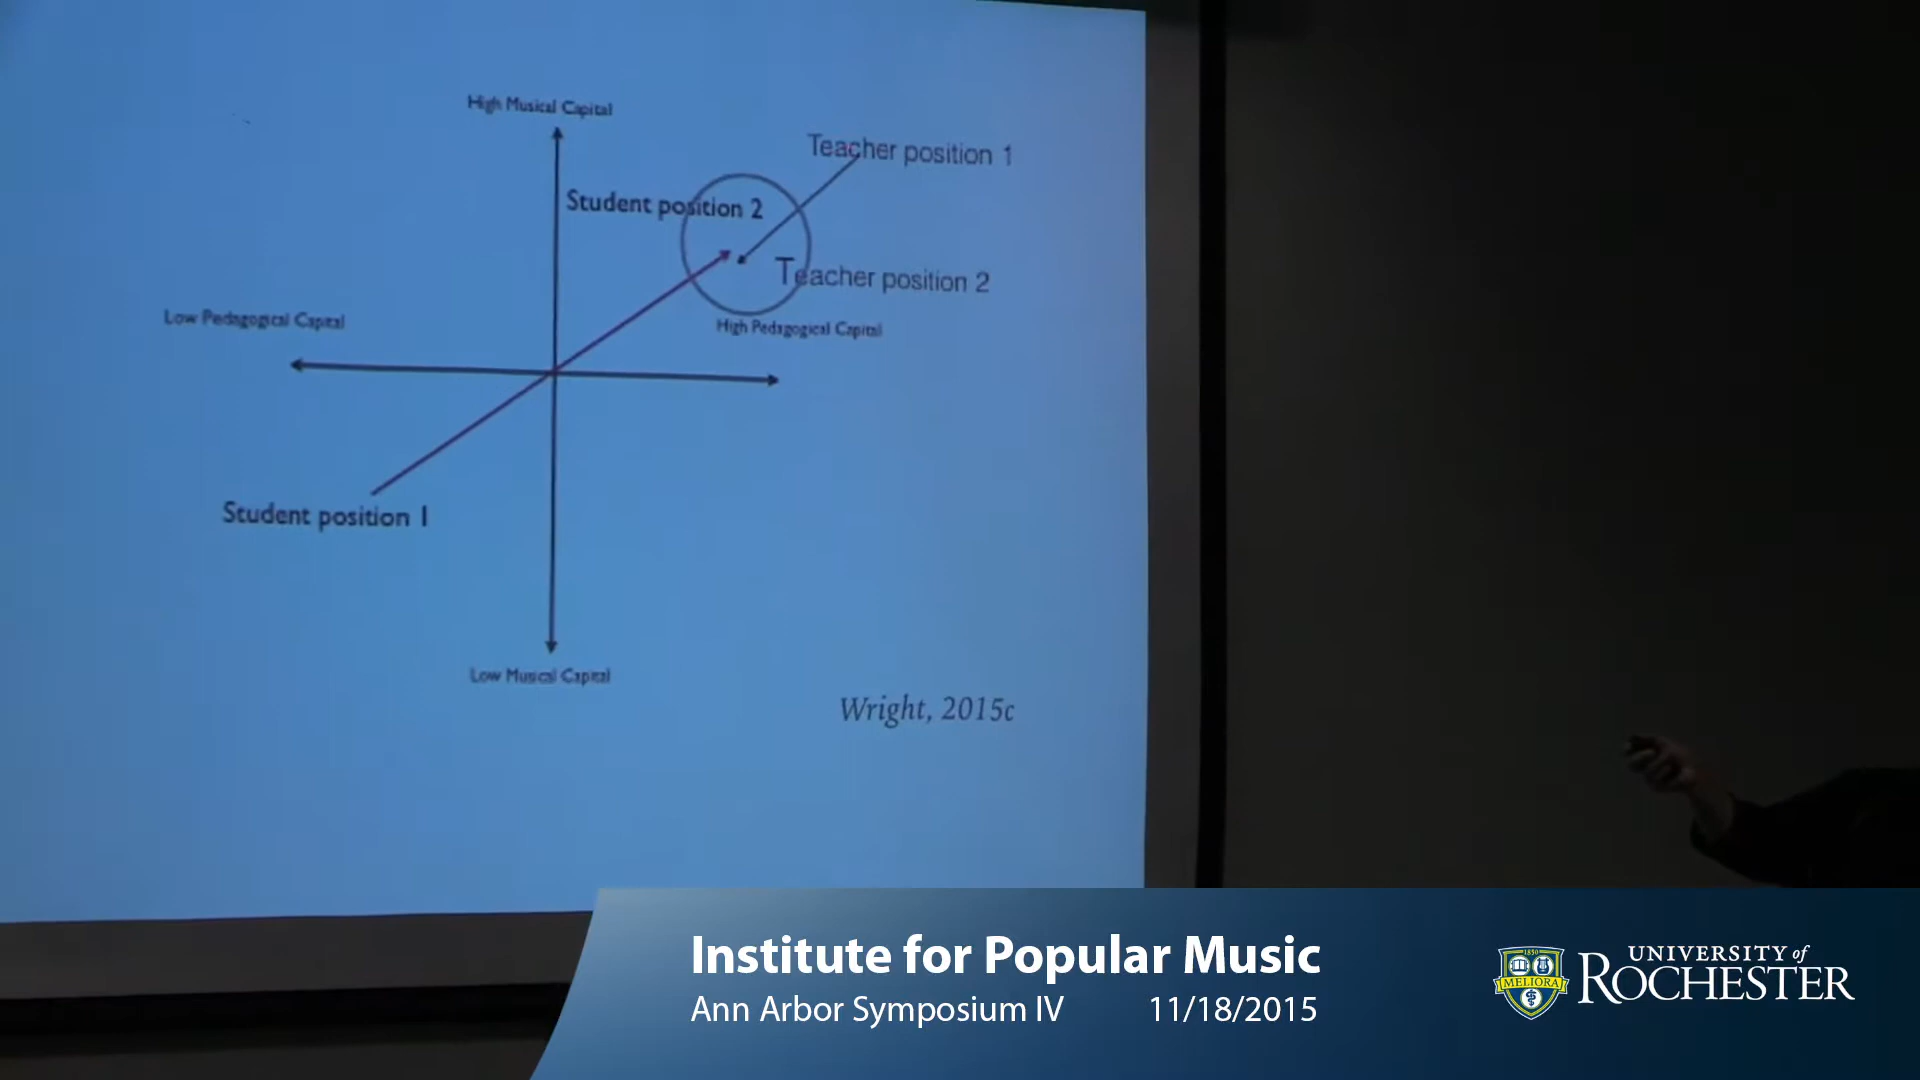 High Musical Capital
Teacher position 1
Student position 2
Teacher position 2
Low Pedagogical Capital
High Pedagogical Capital
Student position 1
Low Musical Capital
Wright, 2015c
Institute for Popular Music
Ann Arbor Symposium IV 11/18/2015
1850
MELIORA
UNIVERSITY of
ROCHESTER